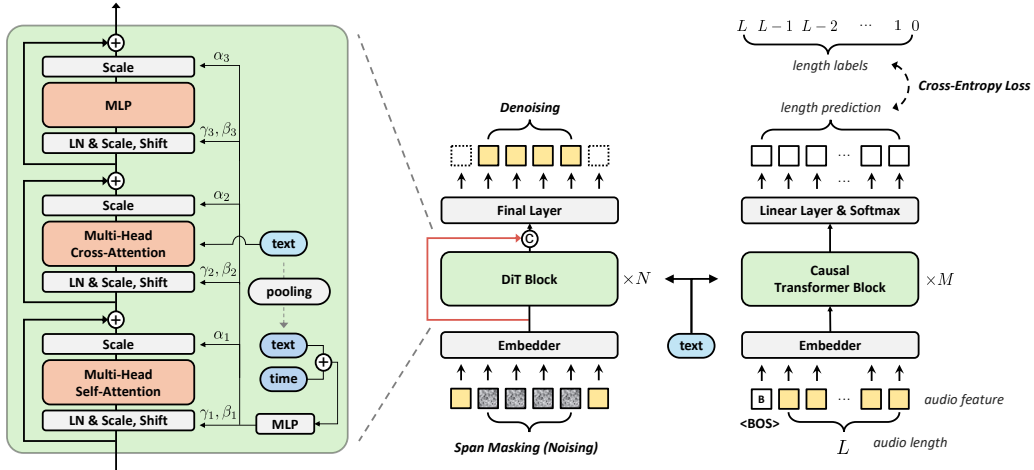 Scale
α₃
MLP
LN & Scale, Shift
γ₃, β₃
Scale
α₂
Multi-Head
Cross-Attention
text
LN & Scale, Shift
γ₂, β₂
pooling
Scale
α₁
text
Multi-Head
Self-Attention
time
LN & Scale, Shift
γ₁, β₁
MLP
Denoising
Final Layer
C
DiT Block
×N
Embedder
Span Masking (Noising)
text
L L − 1 L − 2 ··· 1 0
length labels
Cross-Entropy Loss
length prediction
...
...
Linear Layer & Softmax
Causal
Transformer Block
×M
Embedder
...
B
...
audio feature
<BOS>
L
audio length